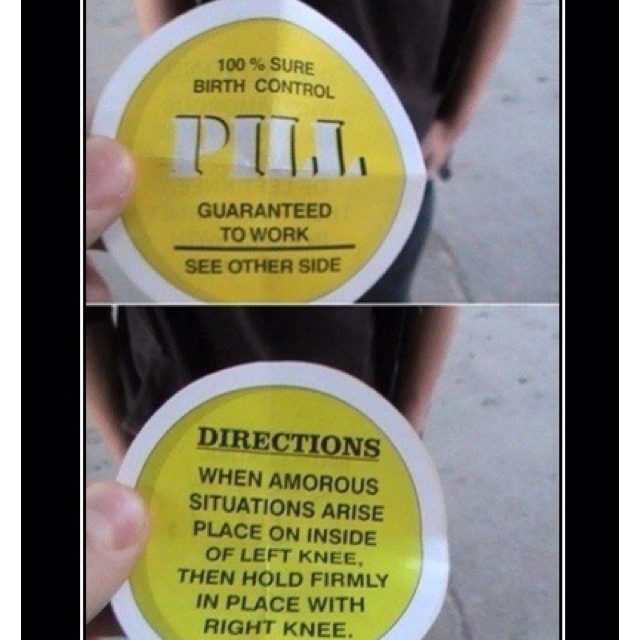 100 % SURE
BIRTH CONTROL
PILL
GUARANTEED
TO WORK
SEE OTHER SIDE
DIRECTIONS
WHEN AMOROUS
SITUATIONS ARISE
PLACE ON INSIDE
OF LEFT KNEE,
THEN HOLD FIRMLY
IN PLACE WITH
RIGHT KNEE.